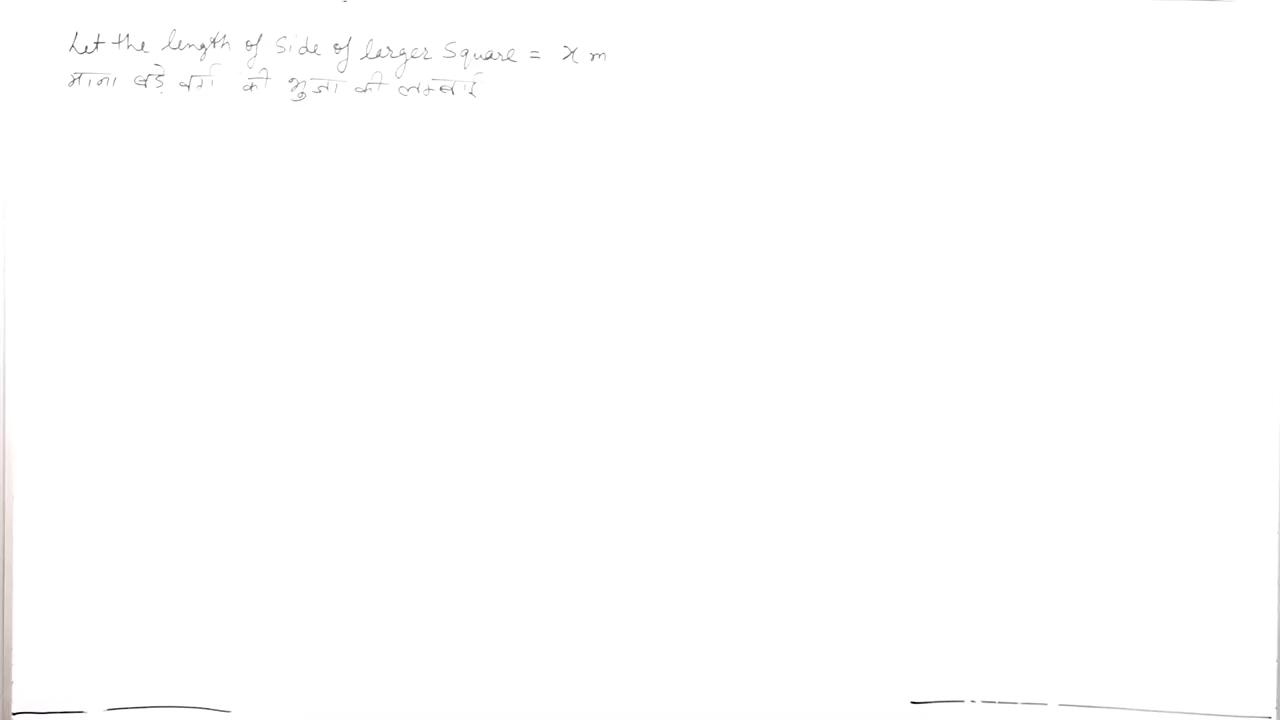 Let the length of Side of larger Square = x m
माना बड़े वर्ग की भुजा की लम्बाई